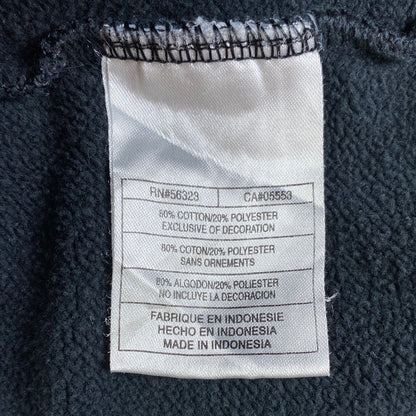 RN#56323 CA#05553
80% COTTON/20% POLYESTER
EXCLUSIVE OF DECORATION
80% COTON/20% POLYESTER
SANS ORNEMENTS
80% ALGODON/20% POLIESTER
NO INCLUYE LA DECORACION
FABRIQUE EN INDONESIE
HECHO EN INDONESIA
MADE IN INDONESIA